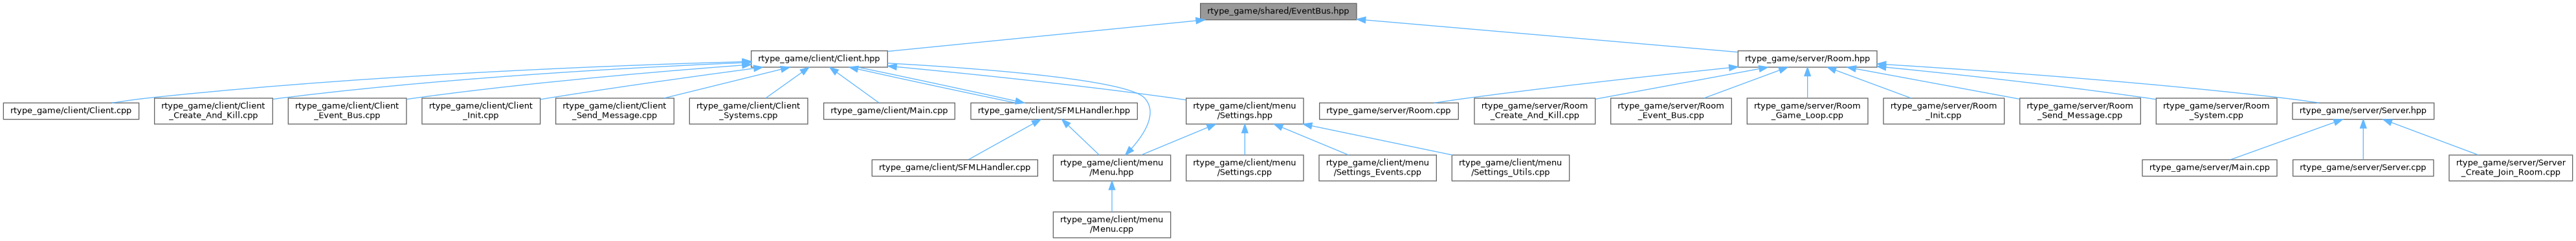 rtype_game/shared/EventBus.hpp
rtype_game/client/Client.hpp
rtype_game/server/Room.hpp
rtype_game/client/Client.cpp
rtype_game/client/Client
_Create_And_Kill.cpp
rtype_game/client/Client
_Event_Bus.cpp
rtype_game/client/Client
_Init.cpp
rtype_game/client/Client
_Send_Message.cpp
rtype_game/client/Client
_Systems.cpp
rtype_game/client/Main.cpp
rtype_game/client/SFMLHandler.hpp
rtype_game/client/menu
/Settings.hpp
rtype_game/server/Room.cpp
rtype_game/server/Room
_Create_And_Kill.cpp
rtype_game/server/Room
_Event_Bus.cpp
rtype_game/server/Room
_Game_Loop.cpp
rtype_game/server/Room
_Init.cpp
rtype_game/server/Room
_Send_Message.cpp
rtype_game/server/Room
_System.cpp
rtype_game/server/Server.hpp
rtype_game/client/SFMLHandler.cpp
rtype_game/client/menu
/Menu.hpp
rtype_game/client/menu
/Settings.cpp
rtype_game/client/menu
/Settings_Events.cpp
rtype_game/client/menu
/Settings_Utils.cpp
rtype_game/server/Main.cpp
rtype_game/server/Server.cpp
rtype_game/server/Server
_Create_Join_Room.cpp
rtype_game/client/menu
/Menu.cpp